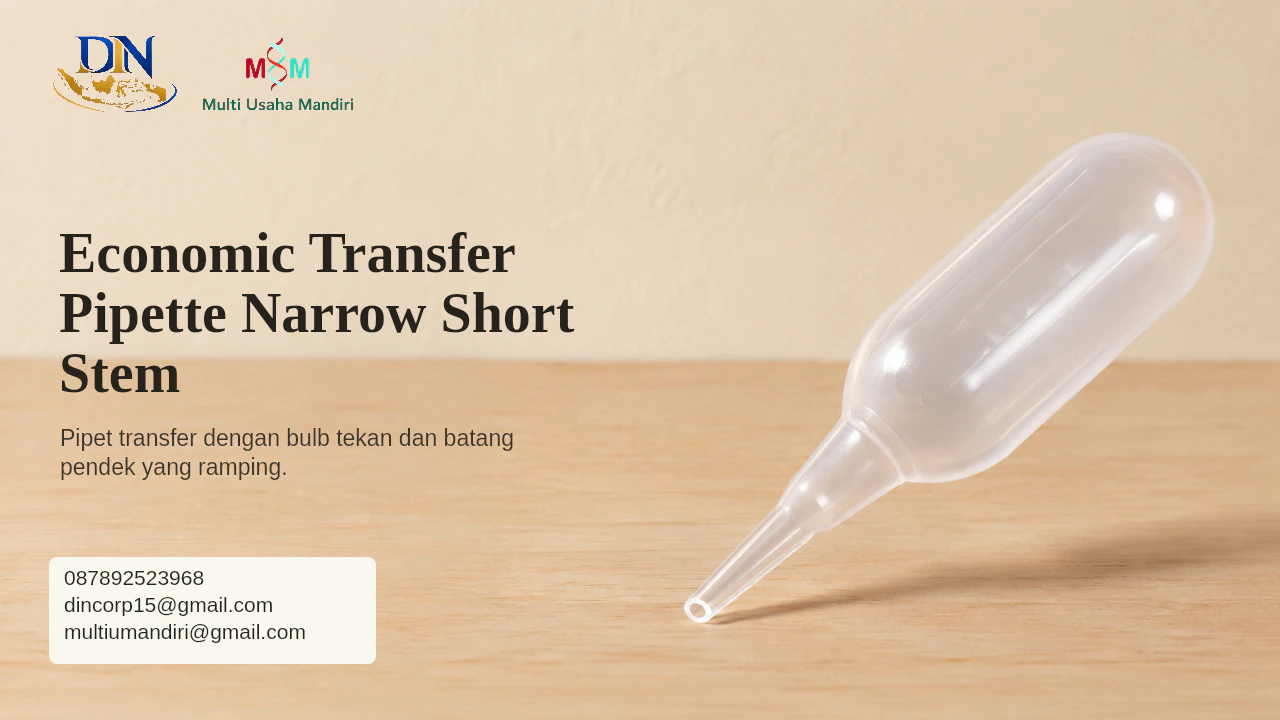 DIN
MSM
Multi Usaha Mandiri
Economic Transfer
Pipette Narrow Short
Stem
Pipet transfer dengan bulb tekan dan batang
pendek yang ramping.
087892523968
dincorp15@gmail.com
multiumandiri@gmail.com